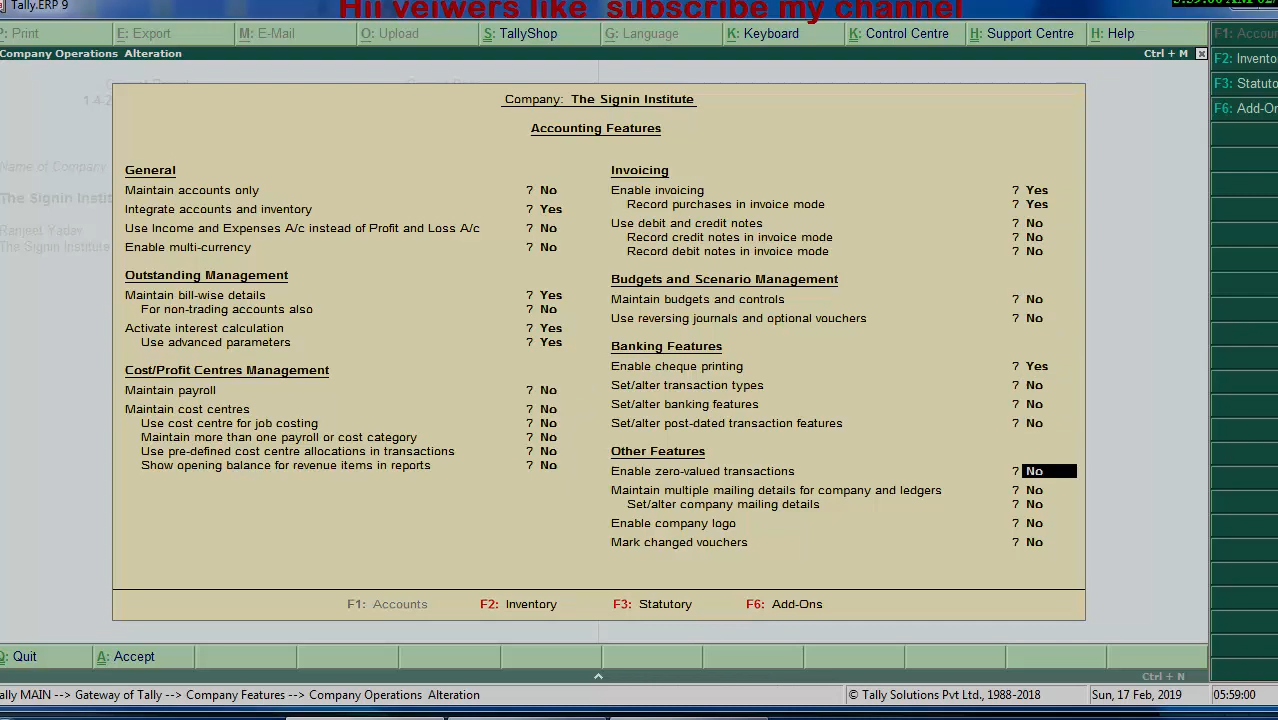 Tally.ERP 9
Hii veiwers like subscribe my channel
P: Print
E: Export
M: E-Mail
O: Upload
S: TallyShop
G: Language
K: Keyboard
K: Control Centre
H: Support Centre
H: Help
F1: Accou
Company Operations Alteration
Ctrl + M
F2: Invento
F3: Statuto
F6: Add-Or
Company: The Signin Institute
Accounting Features
Name of Company
The Signin Instit
Ranjeet Yadav
The Signin Institute
General
Maintain accounts only ? No
Integrate accounts and inventory ? Yes
Use Income and Expenses A/c instead of Profit and Loss A/c ? No
Enable multi-currency ? No
Outstanding Management
Maintain bill-wise details ? Yes
For non-trading accounts also ? No
Activate interest calculation ? Yes
Use advanced parameters ? Yes
Cost/Profit Centres Management
Maintain payroll ? No
Maintain cost centres ? No
Use cost centre for job costing ? No
Maintain more than one payroll or cost category ? No
Use pre-defined cost centre allocations in transactions ? No
Show opening balance for revenue items in reports ? No
Invoicing
Enable invoicing ? Yes
Record purchases in invoice mode ? Yes
Use debit and credit notes ? No
Record credit notes in invoice mode ? No
Record debit notes in invoice mode ? No
Budgets and Scenario Management
Maintain budgets and controls ? No
Use reversing journals and optional vouchers ? No
Banking Features
Enable cheque printing ? Yes
Set/alter transaction types ? No
Set/alter banking features ? No
Set/alter post-dated transaction features ? No
Other Features
Enable zero-valued transactions ? No
Maintain multiple mailing details for company and ledgers ? No
Set/alter company mailing details ? No
Enable company logo ? No
Mark changed vouchers ? No
F1: Accounts
F2: Inventory
F3: Statutory
F6: Add-Ons
Q: Quit
A: Accept
Ctrl + N
ally MAIN --> Gateway of Tally --> Company Features --> Company Operations Alteration
© Tally Solutions Pvt Ltd., 1988-2018
Sun, 17 Feb, 2019
05:59:00